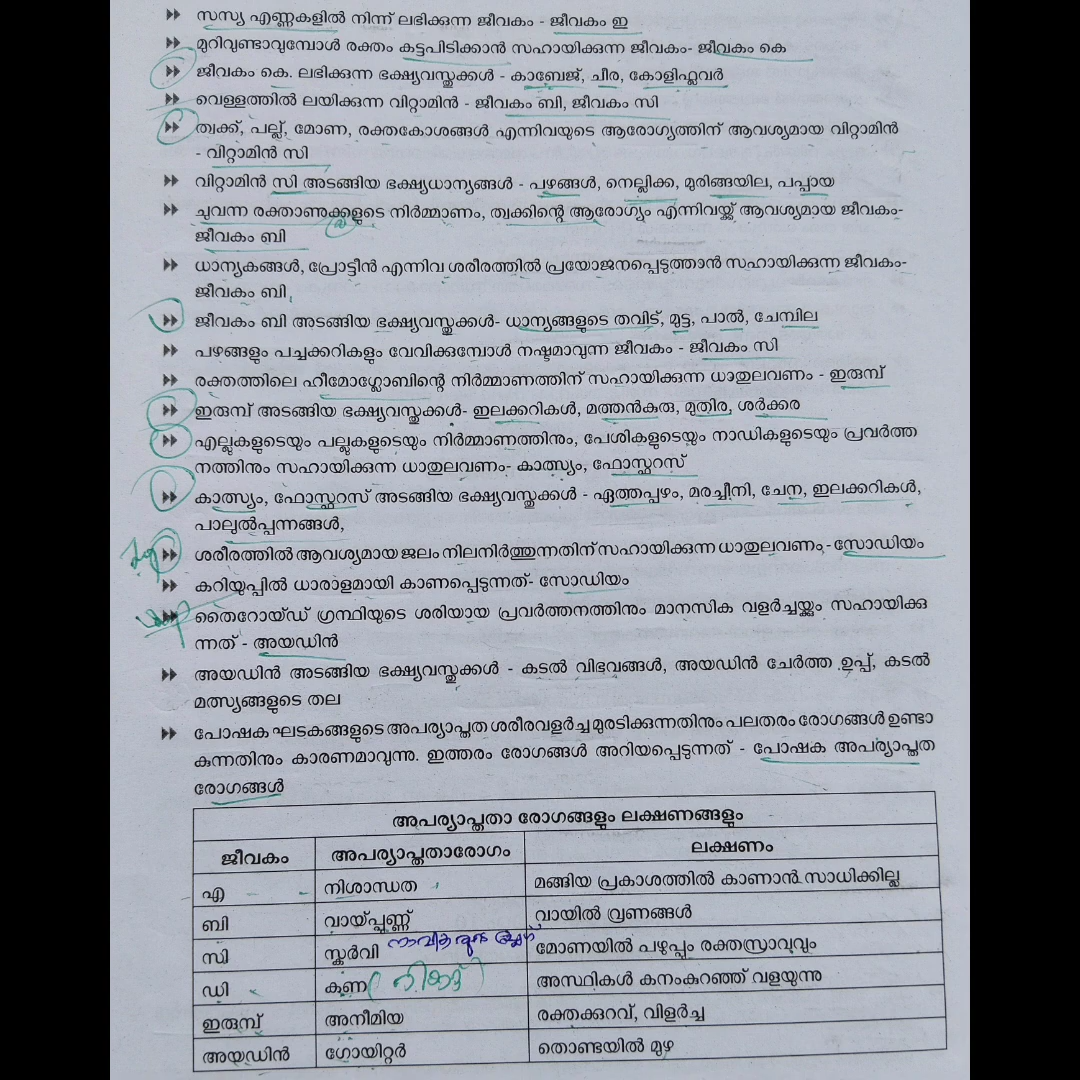 സസ്യ എണ്ണകളിൽ നിന്ന് ലഭിക്കുന്ന ജീവകം - ജീവകം ഇ
മുറിവുണ്ടാവുമ്പോൾ രക്തം കട്ടപിടിക്കാൻ സഹായിക്കുന്ന ജീവകം- ജീവകം കെ
ജീവകം കെ. ലഭിക്കുന്ന ഭക്ഷ്യവസ്തുക്കൾ - കാബേജ്, ചീര, കോളിഫ്ലവർ
വെള്ളത്തിൽ ലയിക്കുന്ന വിറ്റാമിൻ - ജീവകം ബി, ജീവകം സി
ത്വക്ക്, പല്ല്, മോണ, രക്തകോശങ്ങൾ എന്നിവയുടെ ആരോഗ്യത്തിന് ആവശ്യമായ വിറ്റാമിൻ
- വിറ്റാമിൻ സി
വിറ്റാമിൻ സി അടങ്ങിയ ഭക്ഷ്യധാന്യങ്ങൾ - പഴങ്ങൾ, നെല്ലിക്ക, മുരിങ്ങയില, പപ്പായ
ചുവന്ന രക്താണുക്കളുടെ നിർമ്മാണം, ത്വക്കിന്റെ ആരോഗ്യം എന്നിവയ്ക്ക് ആവശ്യമായ ജീവകം-
ജീവകം ബി
ധാന്യകങ്ങൾ, പ്രോട്ടീൻ എന്നിവ ശരീരത്തിൽ പ്രയോജനപ്പെടുത്താൻ സഹായിക്കുന്ന ജീവകം-
ജീവകം ബി,
ജീവകം ബി അടങ്ങിയ ഭക്ഷ്യവസ്തുക്കൾ- ധാന്യങ്ങളുടെ തവിട്, മുട്ട, പാൽ, ചേമ്പില
പഴങ്ങളും പച്ചക്കറികളും വേവിക്കുമ്പോൾ നഷ്ടമാവുന്ന ജീവകം - ജീവകം സി
രക്തത്തിലെ ഹീമോഗ്ലോബിന്റെ നിർമ്മാണത്തിന് സഹായിക്കുന്ന ധാതുലവണം - ഇരുമ്പ്
ഇരുമ്പ് അടങ്ങിയ ഭക്ഷ്യവസ്തുക്കൾ- ഇലക്കറികൾ, മത്തൻകുരു, മുതിര, ശർക്കര
എല്ലുകളുടെയും പല്ലുകളുടെയും നിർമ്മാണത്തിനും, പേശികളുടെയും നാഡികളുടെയും പ്രവർത്ത
നത്തിനും സഹായിക്കുന്ന ധാതുലവണം- കാത്സ്യം, ഫോസ്ഫറസ്
കാത്സ്യം, ഫോസ്ഫറസ് അടങ്ങിയ ഭക്ഷ്യവസ്തുക്കൾ - ഏത്തപ്പഴം, മരച്ചീനി, ചേന, ഇലക്കറികൾ,
പാലുൽപ്പന്നങ്ങൾ,
ശരീരത്തിൽ ആവശ്യമായ ജലം നിലനിർത്തുന്നതിന് സഹായിക്കുന്ന ധാതുലവണം,-സോഡിയം
കറിയുപ്പിൽ ധാരാളമായി കാണപ്പെടുന്നത്- സോഡിയം
തൈറോയ്ഡ് ഗ്രന്ഥിയുടെ ശരിയായ പ്രവർത്തനത്തിനും മാനസിക വളർച്ചയ്ക്കും സഹായിക്കു
ന്നത് - അയഡിൻ
അയഡിൻ അടങ്ങിയ ഭക്ഷ്യവസ്തുക്കൾ - കടൽ വിഭവങ്ങൾ, അയഡിൻ ചേർത്ത ഉപ്പ്, കടൽ
മത്സ്യങ്ങളുടെ തല
പോഷക ഘടകങ്ങളുടെ അപര്യാപ്തത ശരീരവളർച്ച മുരടിക്കുന്നതിനും പലതരം രോഗങ്ങൾ ഉണ്ടാ
കുന്നതിനും കാരണമാവുന്നു. ഇത്തരം രോഗങ്ങൾ അറിയപ്പെടുന്നത് - പോഷക അപര്യാപ്തത
രോഗങ്ങൾ
അപര്യാപ്തതാ രോഗങ്ങളും ലക്ഷണങ്ങളും
ജീവകം അപര്യാപ്തതാരോഗം ലക്ഷണം
എ നിശാന്ധത മങ്ങിയ പ്രകാശത്തിൽ കാണാൻ സാധിക്കില്ല
ബി വായ്പുണ്ണ് വായിൽ വ്രണങ്ങൾ
സി സ്കർവി മോണയിൽ പഴുപ്പും രക്തസ്രാവുവും
ഡി കണ മുസ്ഥികൾ കനംകുറഞ്ഞ് വളയുന്നു
ഇരുമ്പ് അനീമിയ രക്തക്കുറവ്, വിളർച്ച
അയഡിൻ ഗോയിറ്റർ തൊണ്ടയിൽ മുഴ